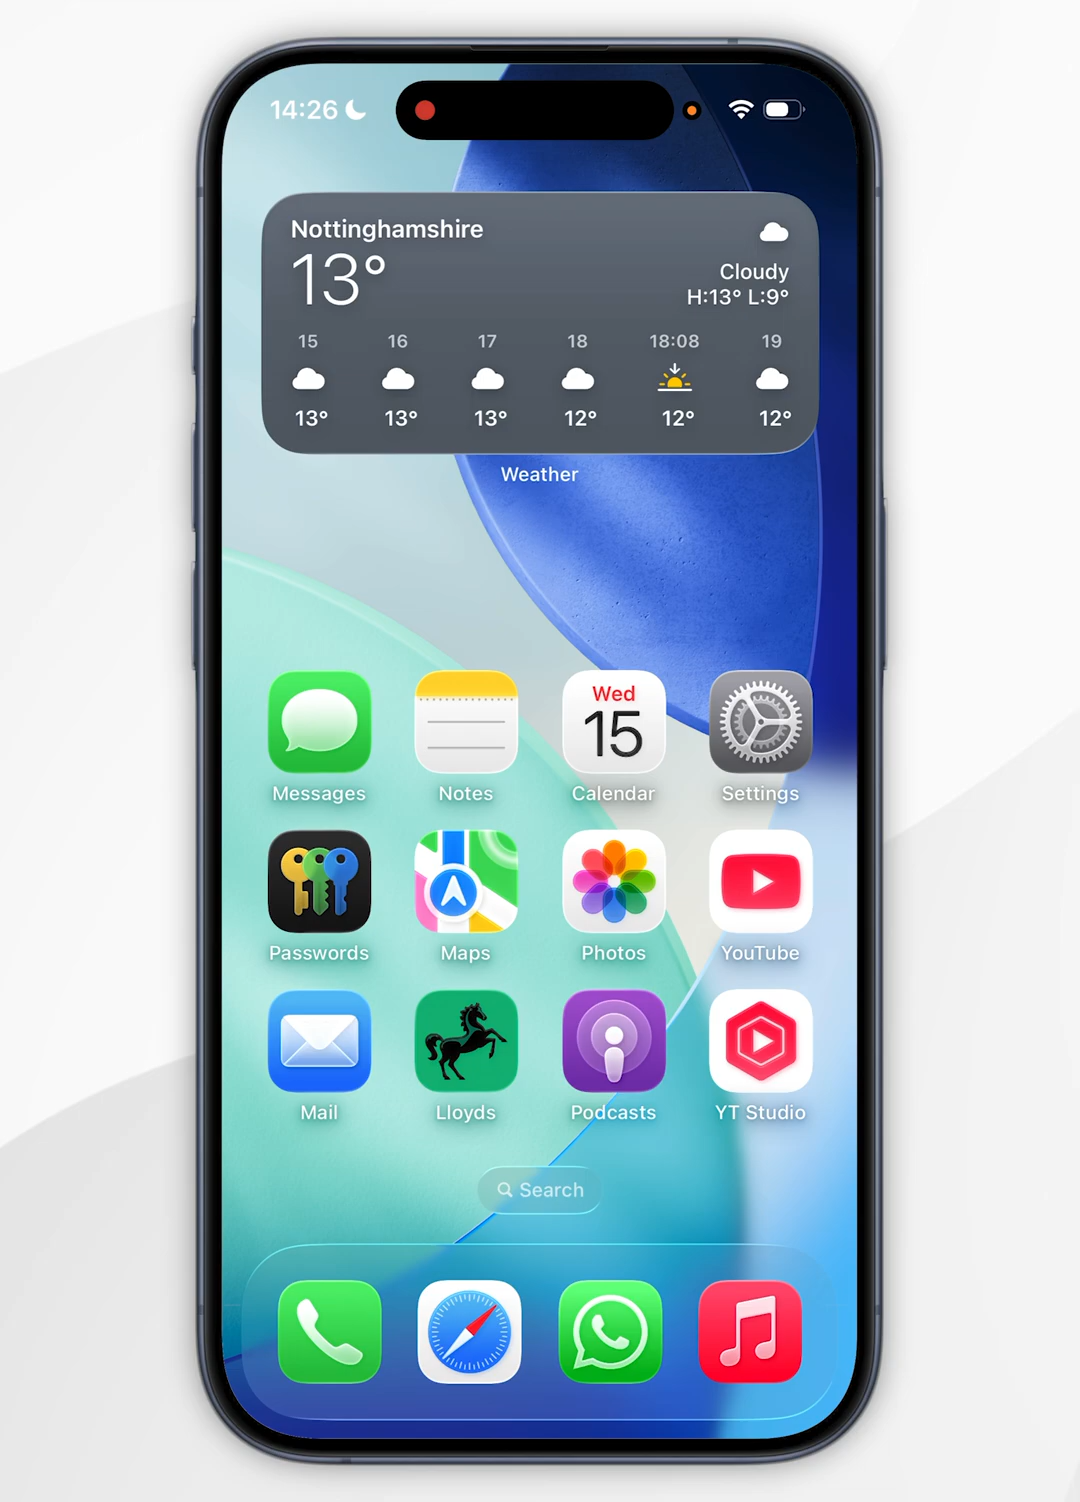 14:26
Nottinghamshire
13°
Cloudy
H:13° L:9°
15 16 17 18 18:08 19
13° 13° 13° 12° 12° 12°
Weather
Wed
15
Messages Notes Calendar Settings
Passwords Maps Photos YouTube
Mail Lloyds Podcasts YT Studio
Search